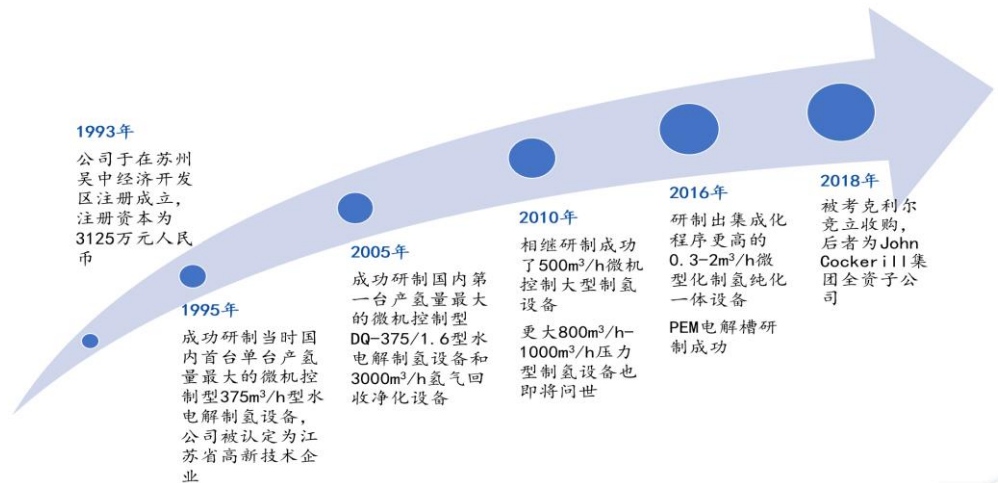 1993年
公司于在苏州
吴中经济开发
区注册成立，
注册资本为
3125万元人民
币
1995年
成功研制当时国
内首台单台产氢
量最大的微机控
制型375m³/h型水
电解制氢设备，
公司被认定为江
苏省高新技术企
业
2005年
成功研制国内第
一台产氢量最大
的微机控制型
DQ-375/1.6型水
电解制氢设备和
3000m³/h氢气回
收净化设备
2010年
相继研制成功
了500m³/h微机
控制大型制氢
设备
更大800m³/h-
1000m³/h压力
型制氢设备也
即将问世
2016年
研制出集成化
程序更高的
0.3-2m³/h微
型化制氢纯化
一体设备
PEM电解槽研
制成功
2018年
被考克利尔
竞立收购，
后者为John
Cockerill集
团全资子公
司